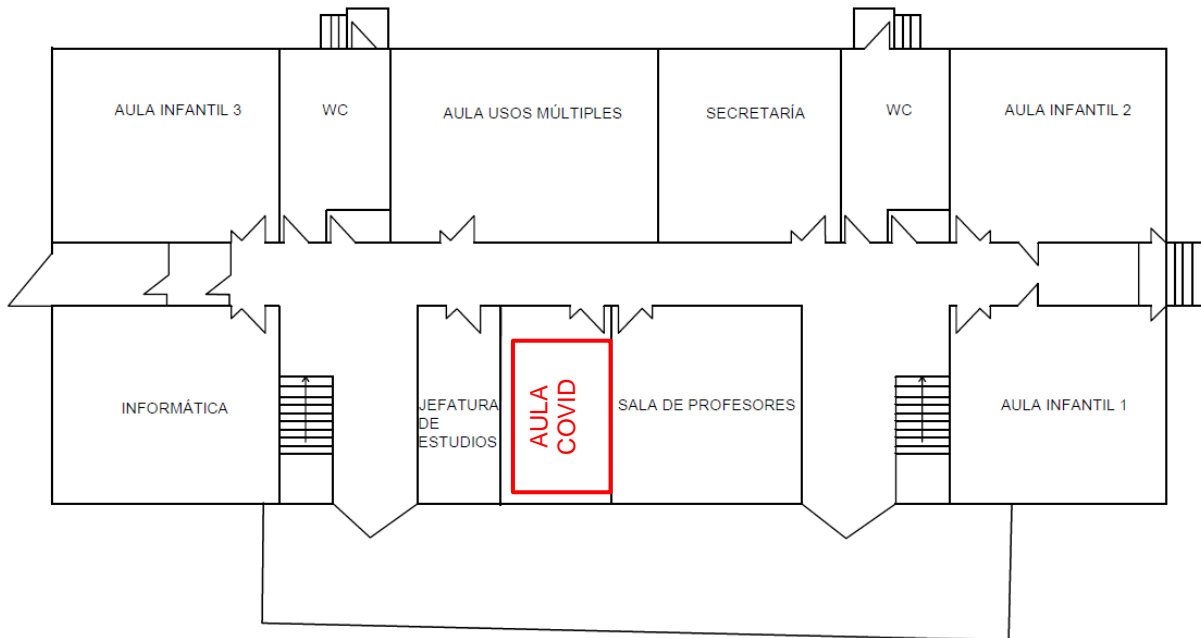 AULA INFANTIL 3
WC
AULA USOS MÚLTIPLES
SECRETARÍA
WC
AULA INFANTIL 2
INFORMÁTICA
JEFATURA
DE
ESTUDIOS
AULA
COVID
SALA DE PROFESORES
AULA INFANTIL 1